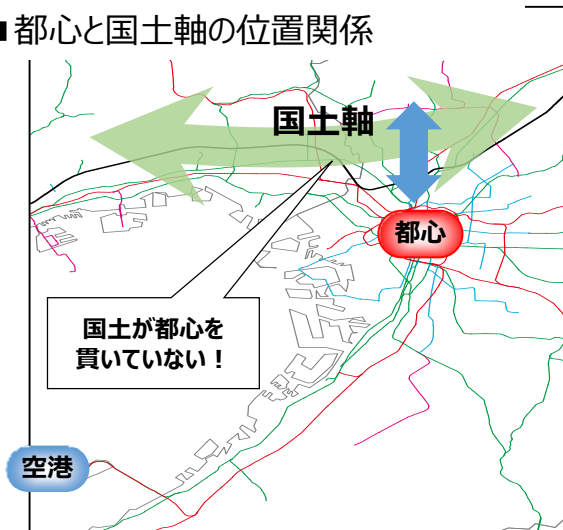 ■都心と国土軸の位置関係
国土軸
都心
国土が都心を
貫いていない！
空港